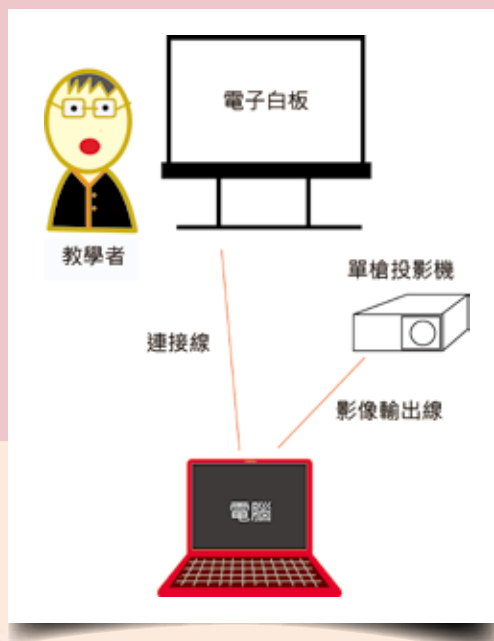 電子白板
教學者
單槍投影機
連接線
影像輸出線
電腦